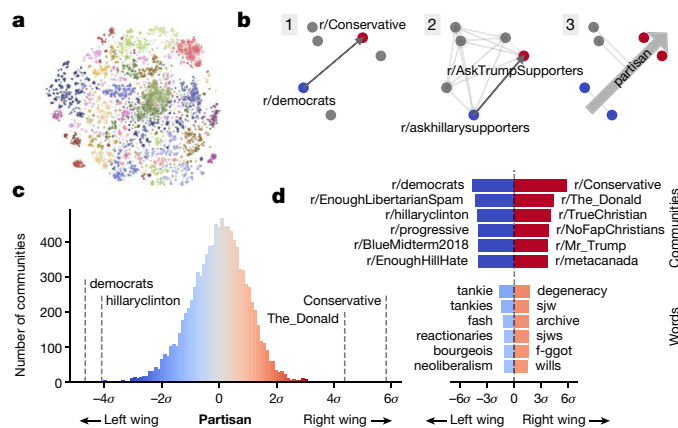 a
b
1
r/Conservative
r/democrats
2
r/AskTrumpSupporters
r/askhillarysupporters
3
partisan
c
Number of communities
400
300
200
100
0
democrats
hillaryclinton
Conservative
The_Donald
−4σ −2σ 0 2σ 4σ 6σ
Left wing Partisan Right wing
d
r/democrats r/Conservative
r/EnoughLibertarianSpam r/The_Donald
r/hillaryclinton r/TrueChristian
r/progressive r/NoFapChristians
r/BlueMidterm2018 r/Mr_Trump
r/EnoughHillHate r/metacanada
Communities
tankie degeneracy
tankies sjw
fash archive
reactionaries sjws
bourgeois f-ggot
neoliberalism wills
Words
−6σ −3σ 0 3σ 6σ
Left wing Right wing